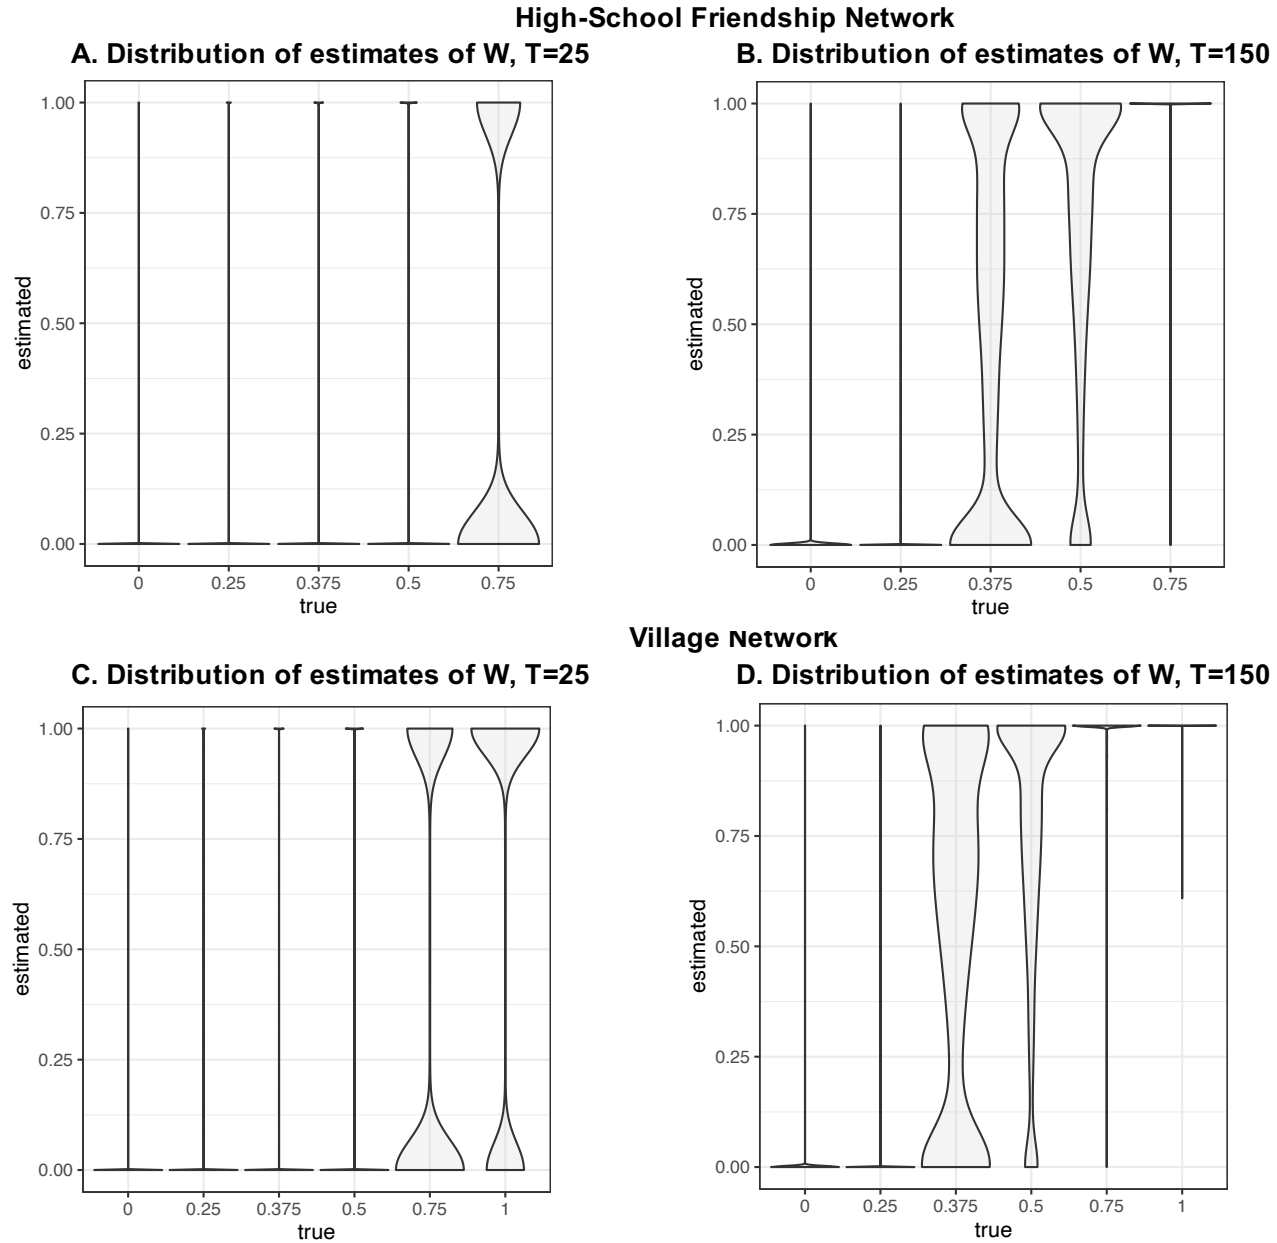 High-School Friendship Network
A. Distribution of estimates of W, T=25
B. Distribution of estimates of W, T=150
1.00
0.75
0.50
0.25
0.00
estimated
0 0.25 0.375 0.5 0.75
true
1.00
0.75
0.50
0.25
0.00
estimated
0 0.25 0.375 0.5 0.75
true
Village Network
C. Distribution of estimates of W, T=25
D. Distribution of estimates of W, T=150
1.00
0.75
0.50
0.25
0.00
estimated
0 0.25 0.375 0.5 0.75 1
true
1.00
0.75
0.50
0.25
0.00
estimated
0 0.25 0.375 0.5 0.75 1
true